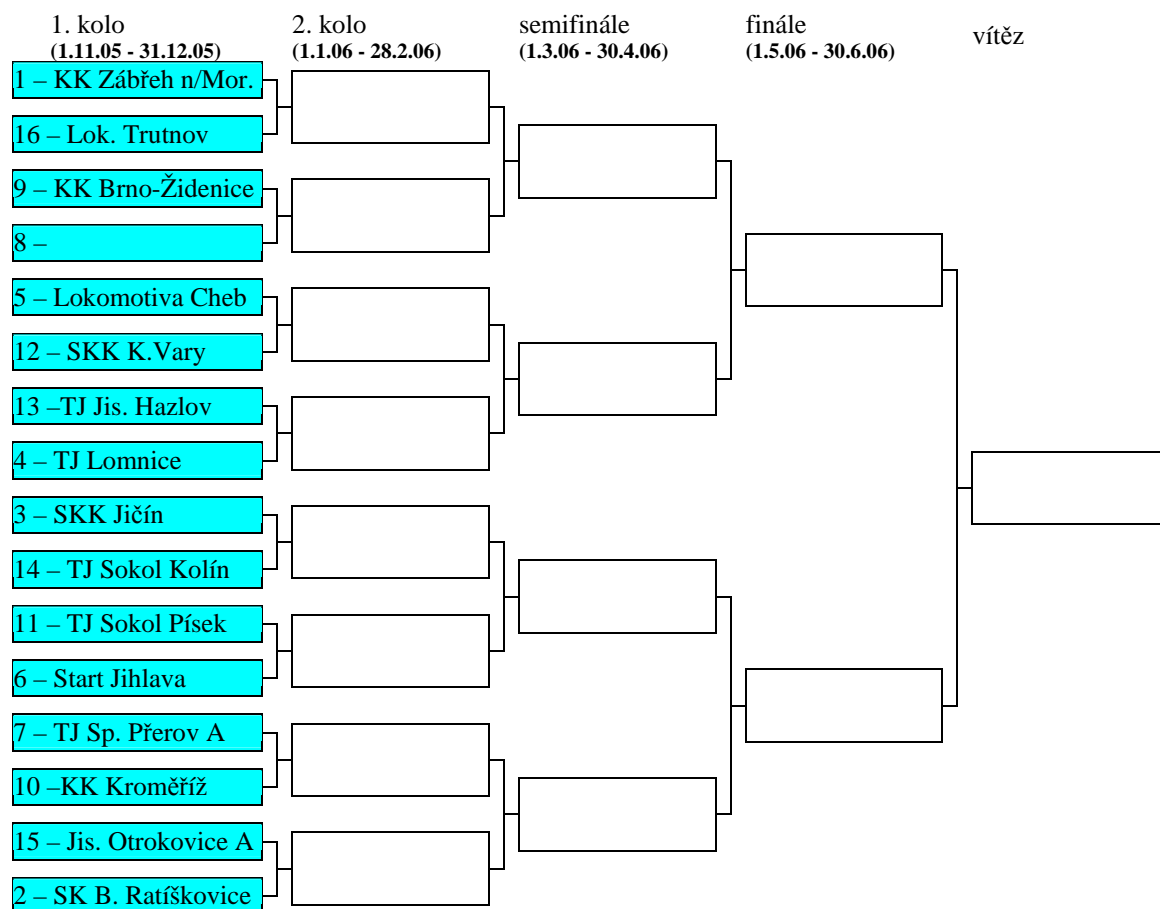 1. kolo
(1.11.05 - 31.12.05)
2. kolo
(1.1.06 - 28.2.06)
semifinále
(1.3.06 - 30.4.06)
finále
(1.5.06 - 30.6.06)
vítěz
1 – KK Zábřeh n/Mor.
16 – Lok. Trutnov
9 – KK Brno-Židenice
8 –
5 – Lokomotiva Cheb
12 – SKK K.Vary
13 –TJ Jis. Hazlov
4 – TJ Lomnice
3 – SKK Jičín
14 – TJ Sokol Kolín
11 – TJ Sokol Písek
6 – Start Jihlava
7 – TJ Sp. Přerov A
10 –KK Kroměříž
15 – Jis. Otrokovice A
2 – SK B. Ratíškovice